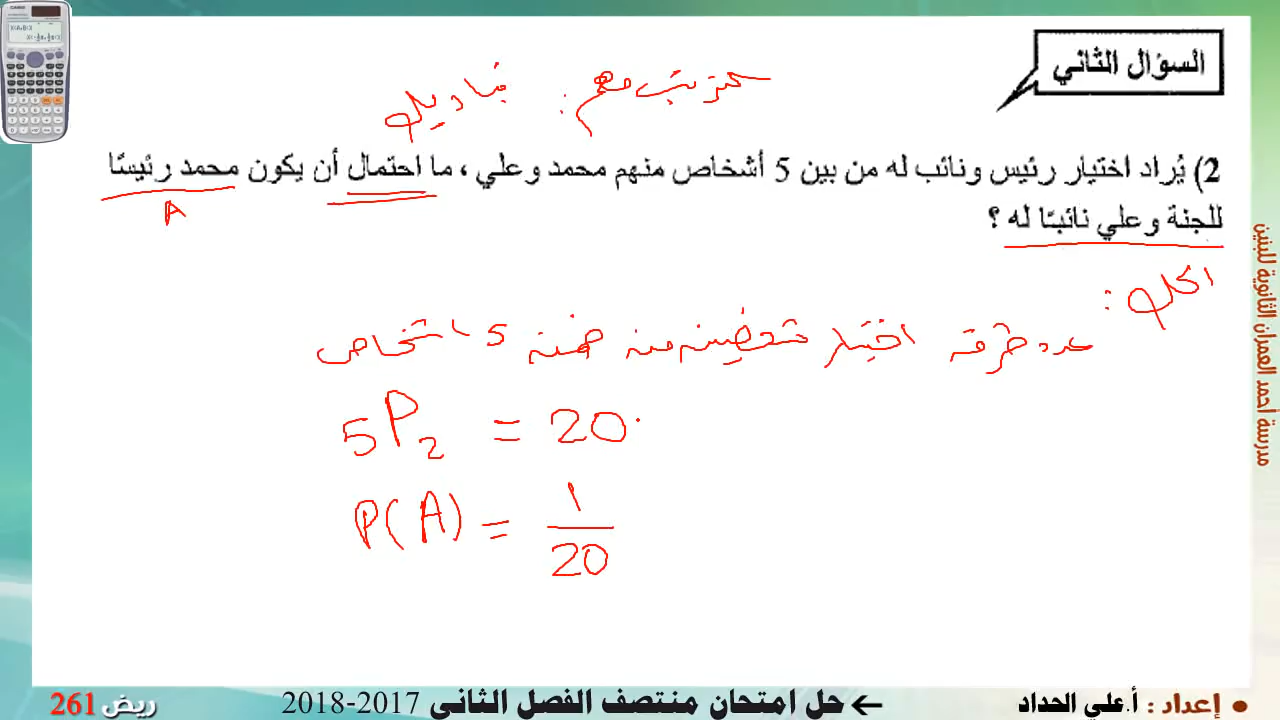 السؤال الثاني
الترتيب مهم : تباديل
2) يُراد اختيار رئيس ونائب له من بين 5 أشخاص منهم محمد وعلي ، ما احتمال أن يكون محمد رئيسًا
A
للجنة وعلي نائبًا له ؟
الحل :
عدد طرق اختيار شخصين من ضمن 5 أشخاص
5P2 = 20
P(A) = 1/20
مدرسة أحمد العمران الثانوية للبنين
إعداد : أ.علي الحداد
حل امتحان منتصف الفصل الثاني 2017-2018
ريض 261